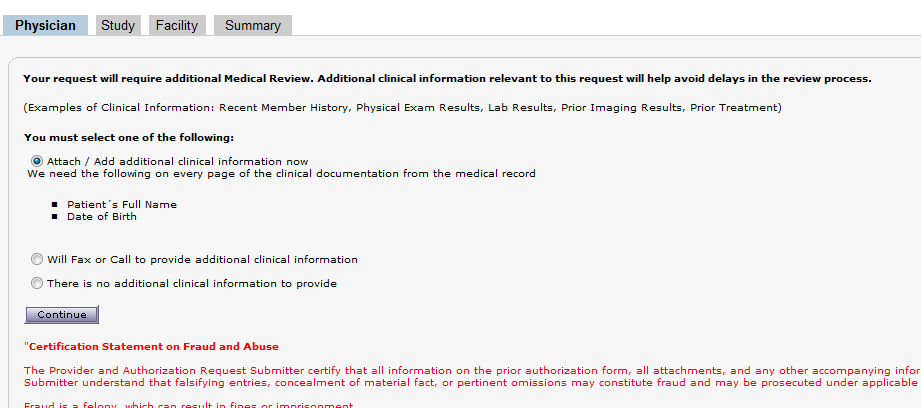 Physician Study Facility Summary
Your request will require additional Medical Review. Additional clinical information relevant to this request will help avoid delays in the review process.
(Examples of Clinical Information: Recent Member History, Physical Exam Results, Lab Results, Prior Imaging Results, Prior Treatment)
You must select one of the following:
Attach / Add additional clinical information now
We need the following on every page of the clinical documentation from the medical record
Patient´s Full Name
Date of Birth
Will Fax or Call to provide additional clinical information
There is no additional clinical information to provide
Continue
"Certification Statement on Fraud and Abuse
The Provider and Authorization Request Submitter certify that all information on the prior authorization form, all attachments, and any other accompanying infor
Submitter understand that falsifying entries, concealment of material fact, or pertinent omissions may constitute fraud and may be prosecuted under applicable
Fraud is a felony, which can result in fines or imprisonment